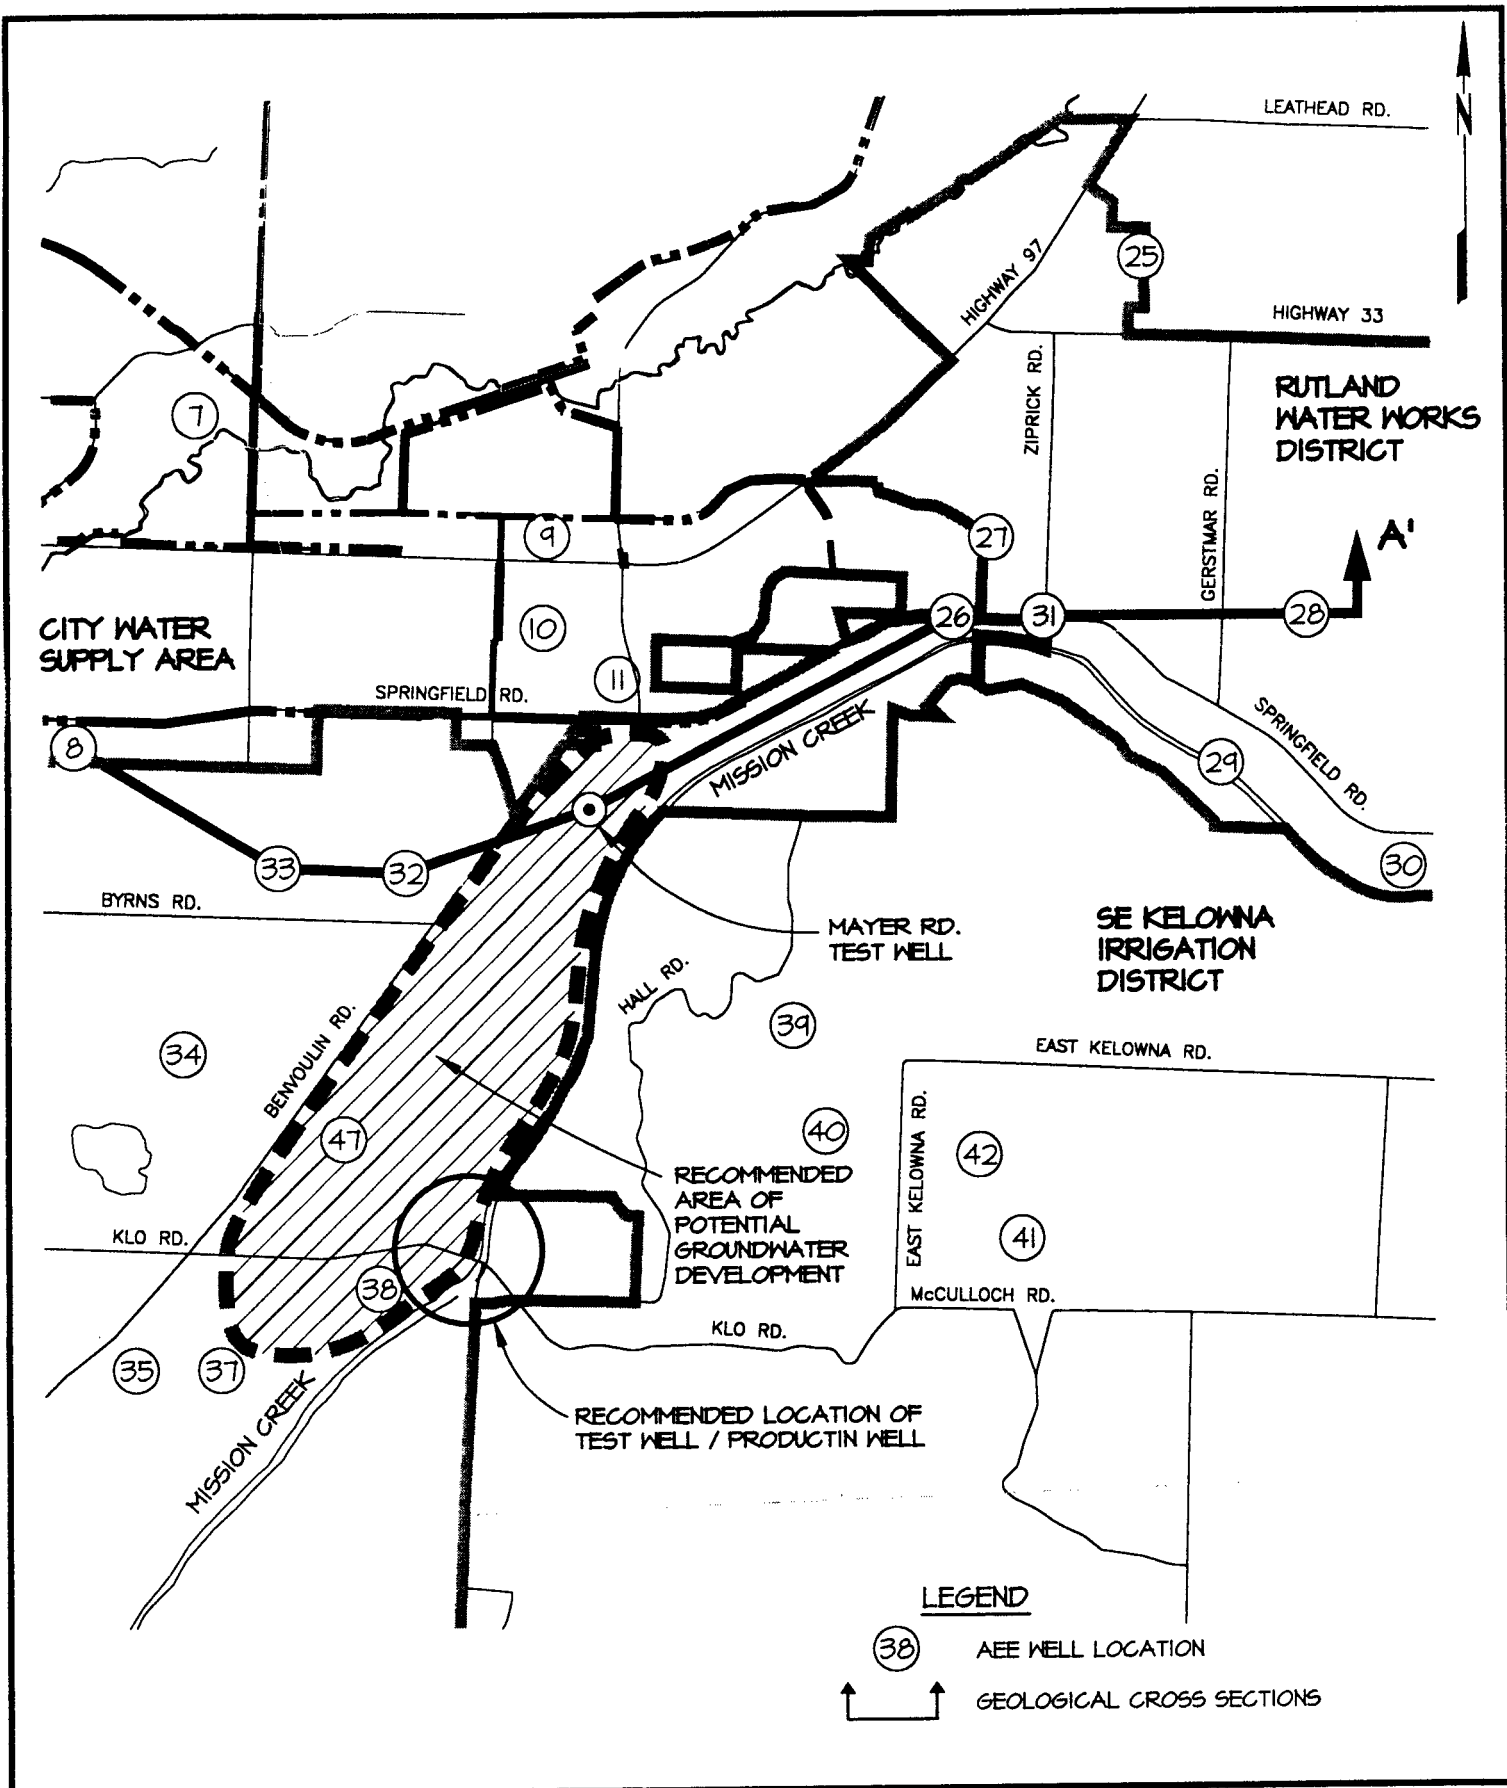 LEATHEAD RD.
N
25
HIGHWAY 97
HIGHWAY 33
ZIPRICK RD.
RUTLAND
WATER WORKS
DISTRICT
7
GERSTMAR RD.
9
27
A'
CITY WATER
SUPPLY AREA
10
26
31
28
11
SPRINGFIELD RD.
8
MISSION CREEK
29
SPRINGFIELD RD.
33
32
30
BYRNS RD.
MAYER RD.
TEST WELL
SE KELOWNA
IRRIGATION
DISTRICT
HALL RD.
39
34
BENVOULIN RD.
EAST KELOWNA RD.
47
40
EAST KELOWNA RD.
42
RECOMMENDED
AREA OF
POTENTIAL
GROUNDWATER
DEVELOPMENT
KLO RD.
41
38
McCULLOCH RD.
KLO RD.
35
37
MISSION CREEK
RECOMMENDED LOCATION OF
TEST WELL / PRODUCTIN WELL
LEGEND
38 AEE WELL LOCATION
GEOLOGICAL CROSS SECTIONS